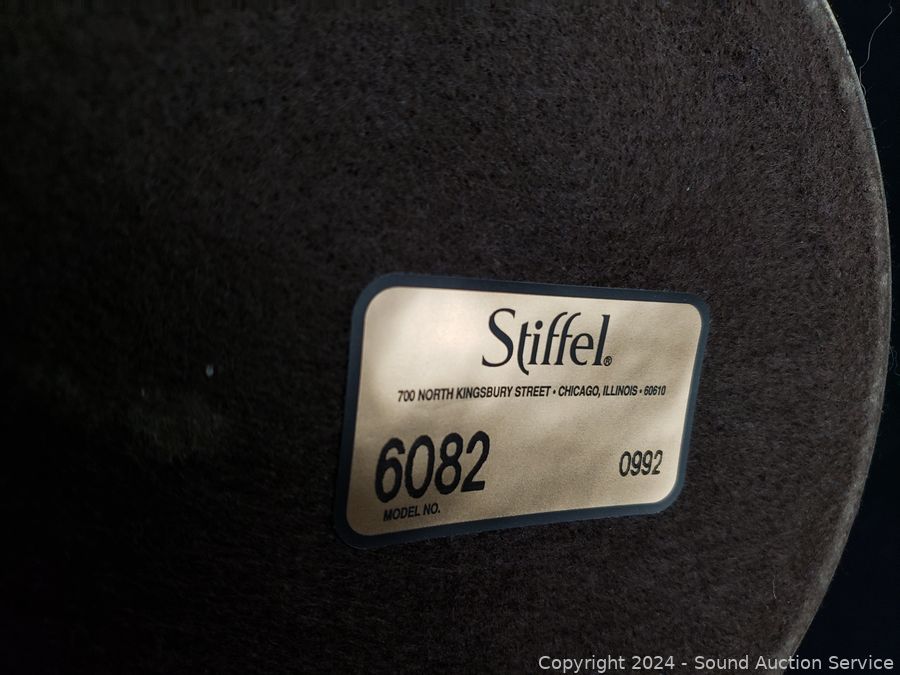 Stiffel®
700 NORTH KINGSBURY STREET • CHICAGO, ILLINOIS • 60610
6082 0992
MODEL NO.
Copyright 2024 - Sound Auction Service